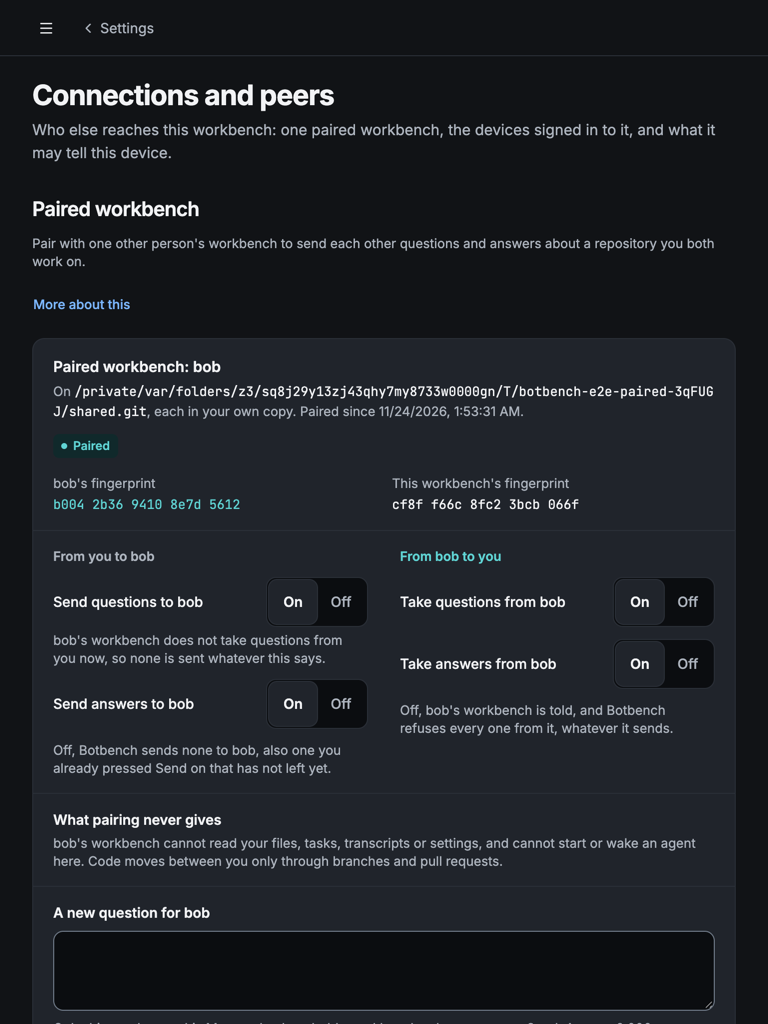 Settings
Connections and peers
Who else reaches this workbench: one paired workbench, the devices signed in to it, and what it
may tell this device.
Paired workbench
Pair with one other person's workbench to send each other questions and answers about a repository you both
work on.
More about this
Paired workbench: bob
On /private/var/folders/z3/sq8j29y13zj43qhy7my8733w0000gn/T/botbench-e2e-paired-3qFUG
J/shared.git, each in your own copy. Paired since 11/24/2026, 1:53:31 AM.
Paired
bob's fingerprint
b004 2b36 9410 8e7d 5612
This workbench's fingerprint
cf8f f66c 8fc2 3bcb 066f
From you to bob
Send questions to bob
On Off
bob's workbench does not take questions from
you now, so none is sent whatever this says.
Send answers to bob
On Off
Off, Botbench sends none to bob, also one you
already pressed Send on that has not left yet.
From bob to you
Take questions from bob
On Off
Take answers from bob
On Off
Off, bob's workbench is told, and Botbench
refuses every one from it, whatever it sends.
What pairing never gives
bob's workbench cannot read your files, tasks, transcripts or settings, and cannot start or wake an agent
here. Code moves between you only through branches and pull requests.
A new question for bob